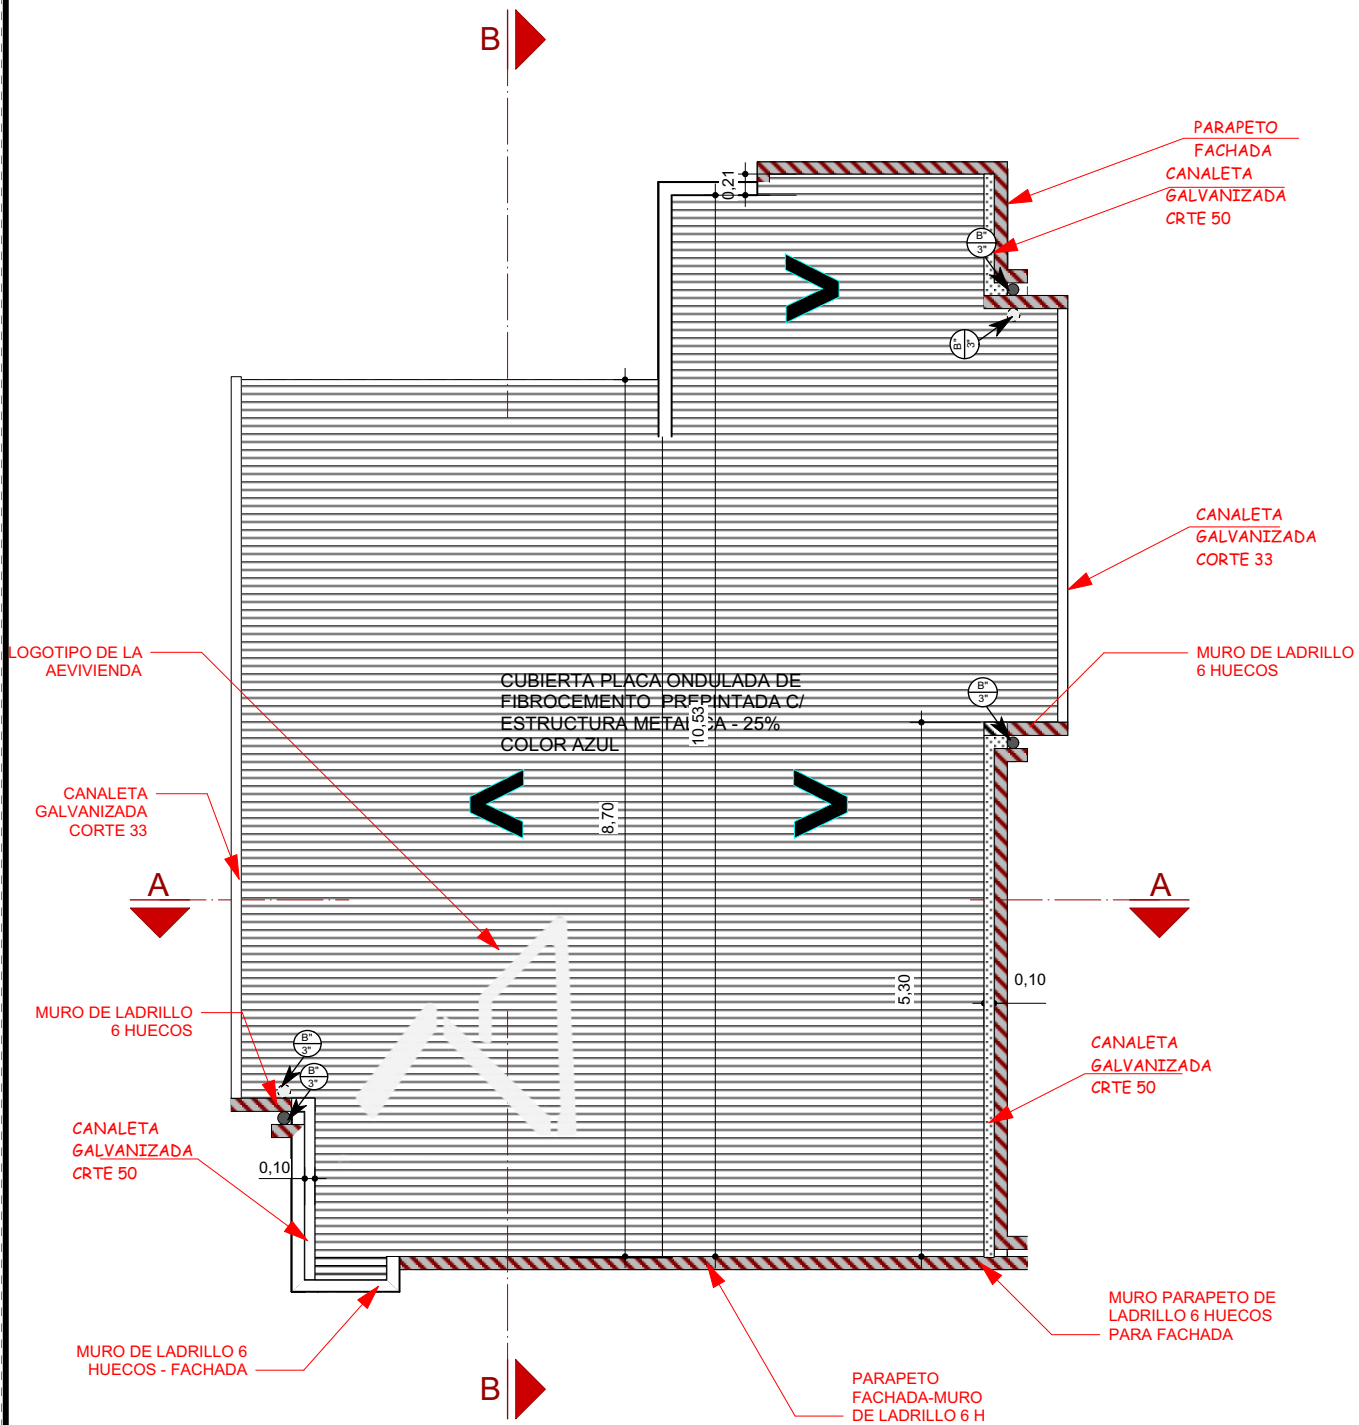 B
PARAPETO
FACHADA
CANALETA
GALVANIZADA
CRTE 50
0,21
B"
3"
B"
3"
CANALETA
GALVANIZADA
CORTE 33
LOGOTIPO DE LA
AEVIVIENDA
MURO DE LADRILLO
6 HUECOS
CUBIERTA PLACA ONDULADA DE
FIBROCEMENTO PREPINTADA C/
ESTRUCTURA METALICA - 25%
COLOR AZUL
10,53
B"
3"
CANALETA
GALVANIZADA
CORTE 33
8,70
A
A
5,30
0,10
MURO DE LADRILLO
6 HUECOS
B"
3"
B"
3"
CANALETA
GALVANIZADA
CRTE 50
CANALETA
GALVANIZADA
CRTE 50
0,10
MURO PARAPETO DE
LADRILLO 6 HUECOS
PARA FACHADA
MURO DE LADRILLO 6
HUECOS - FACHADA
B
PARAPETO
FACHADA-MURO
DE LADRILLO 6 H